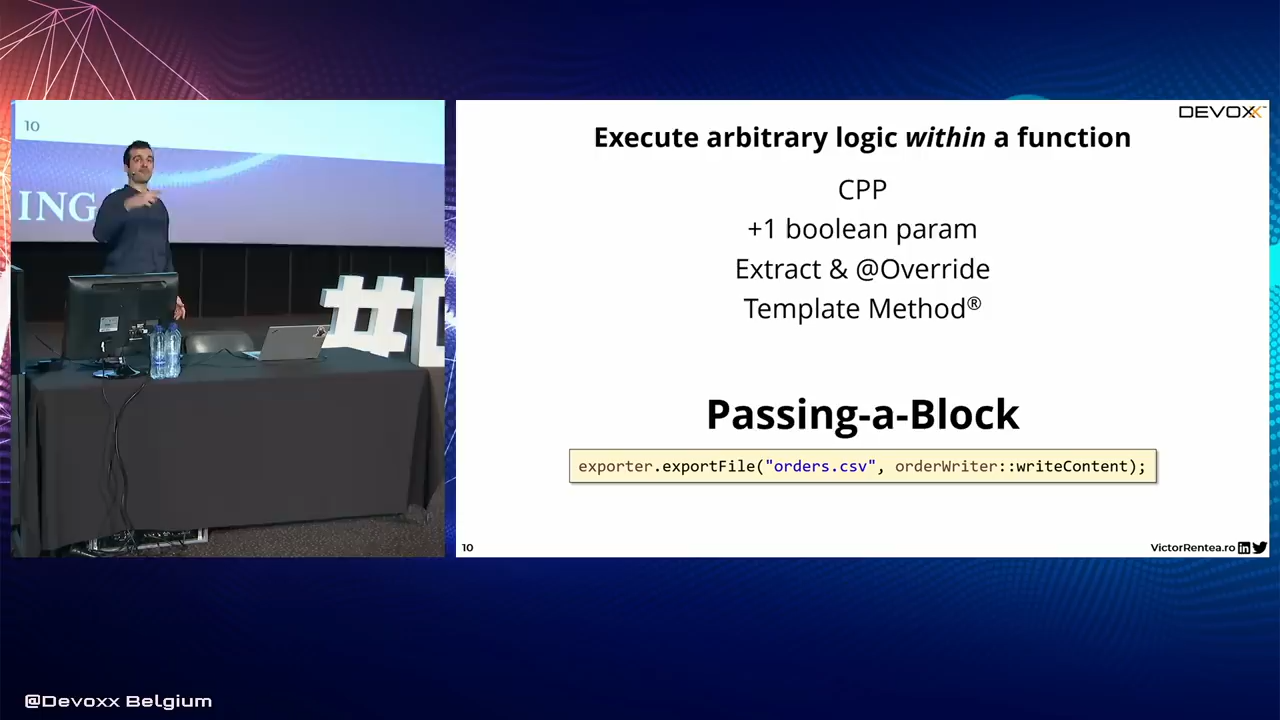 10
ING
#
DEVOXX
Execute arbitrary logic within a function
CPP
+1 boolean param
Extract & @Override
Template Method®
Passing-a-Block
exporter.exportFile("orders.csv", orderWriter::writeContent);
10
VictorRentea.ro
@Devoxx Belgium